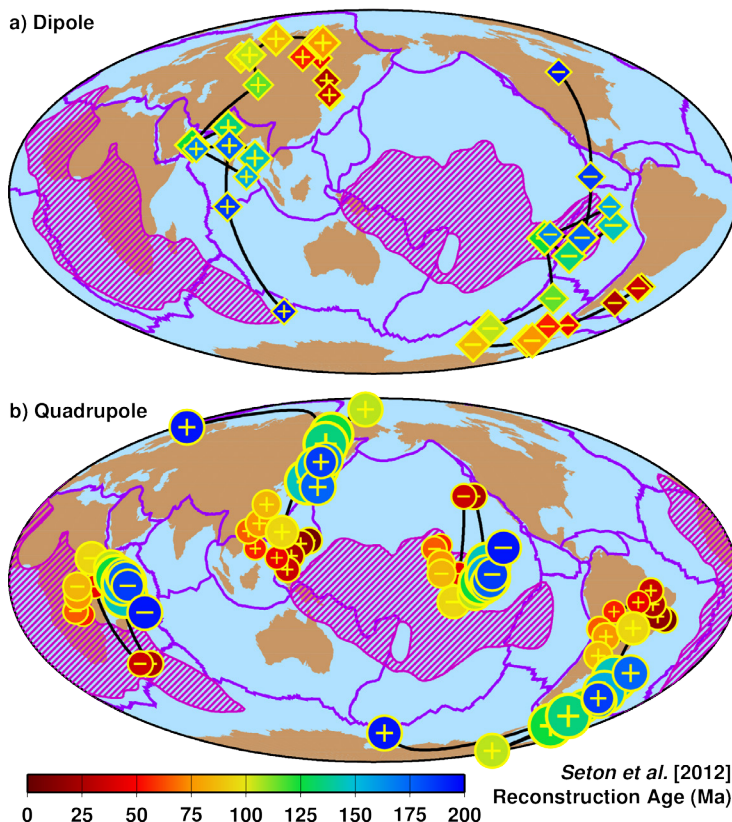 a) Dipole
b) Quadrupole
Seton et al. [2012]
0 25 50 75 100 125 150 175 200
Reconstruction Age (Ma)